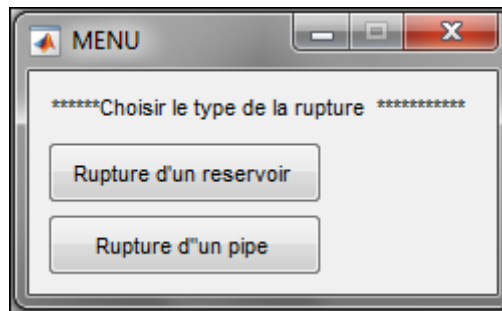 MENU
******Choisir le type de la rupture ***********
Rupture d'un reservoir
Rupture d''un pipe